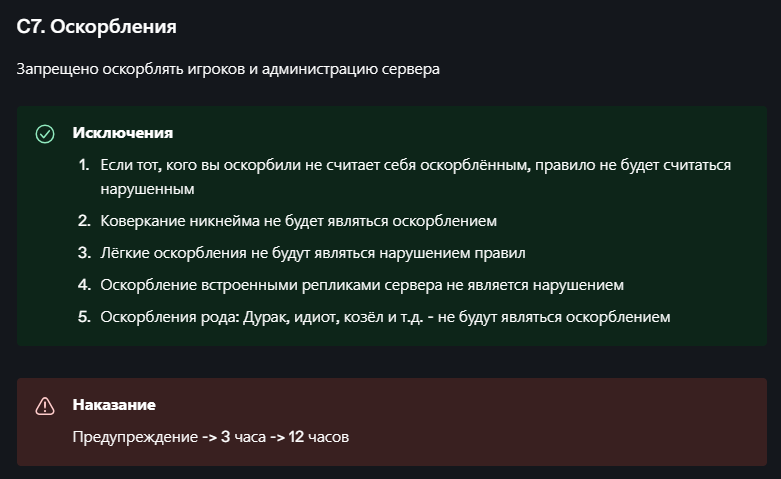 С7. Оскорбления
Запрещено оскорблять игроков и администрацию сервера
Исключения
1. Если тот, кого вы оскорбили не считает себя оскорблённым, правило не будет считаться
нарушенным
2. Коверкание никнейма не будет являться оскорблением
3. Лёгкие оскорбления не будут являться нарушением правил
4. Оскорбление встроенными репликами сервера не является нарушением
5. Оскорбления рода: Дурак, идиот, козёл и т.д. - не будут являться оскорблением
Наказание
Предупреждение -> 3 часа -> 12 часов